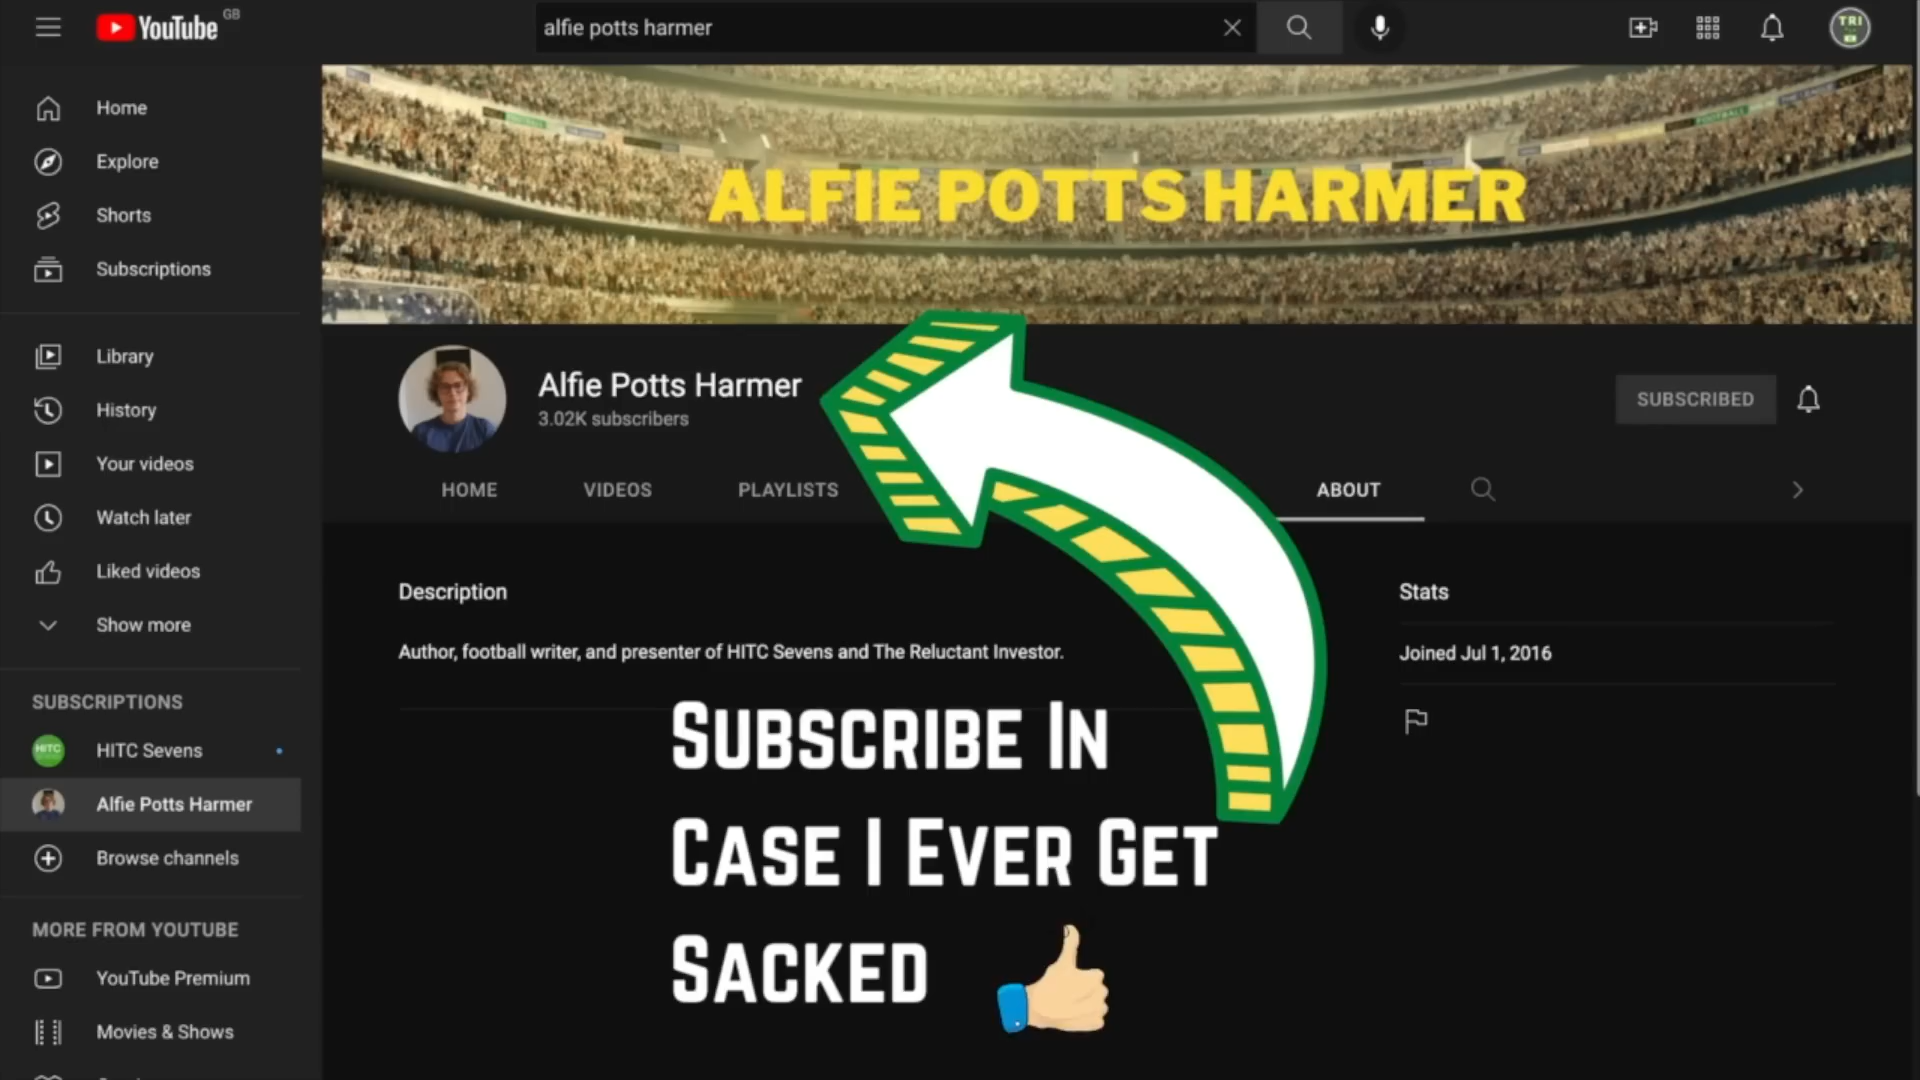 YouTube GB
alfie potts harmer
TRI
Home
Explore
Shorts
Subscriptions
Library
History
Your videos
Watch later
Liked videos
Show more
SUBSCRIPTIONS
HITC
HITC Sevens
Alfie Potts Harmer
Browse channels
MORE FROM YOUTUBE
YouTube Premium
Movies & Shows
FOOTBALL
ALFIE POTTS HARMER
Alfie Potts Harmer
3.02K subscribers
SUBSCRIBED
HOME VIDEOS PLAYLISTS ABOUT
Description
Author, football writer, and presenter of HITC Sevens and The Reluctant Investor.
Stats
Joined Jul 1, 2016
SUBSCRIBE IN
CASE I EVER GET
SACKED